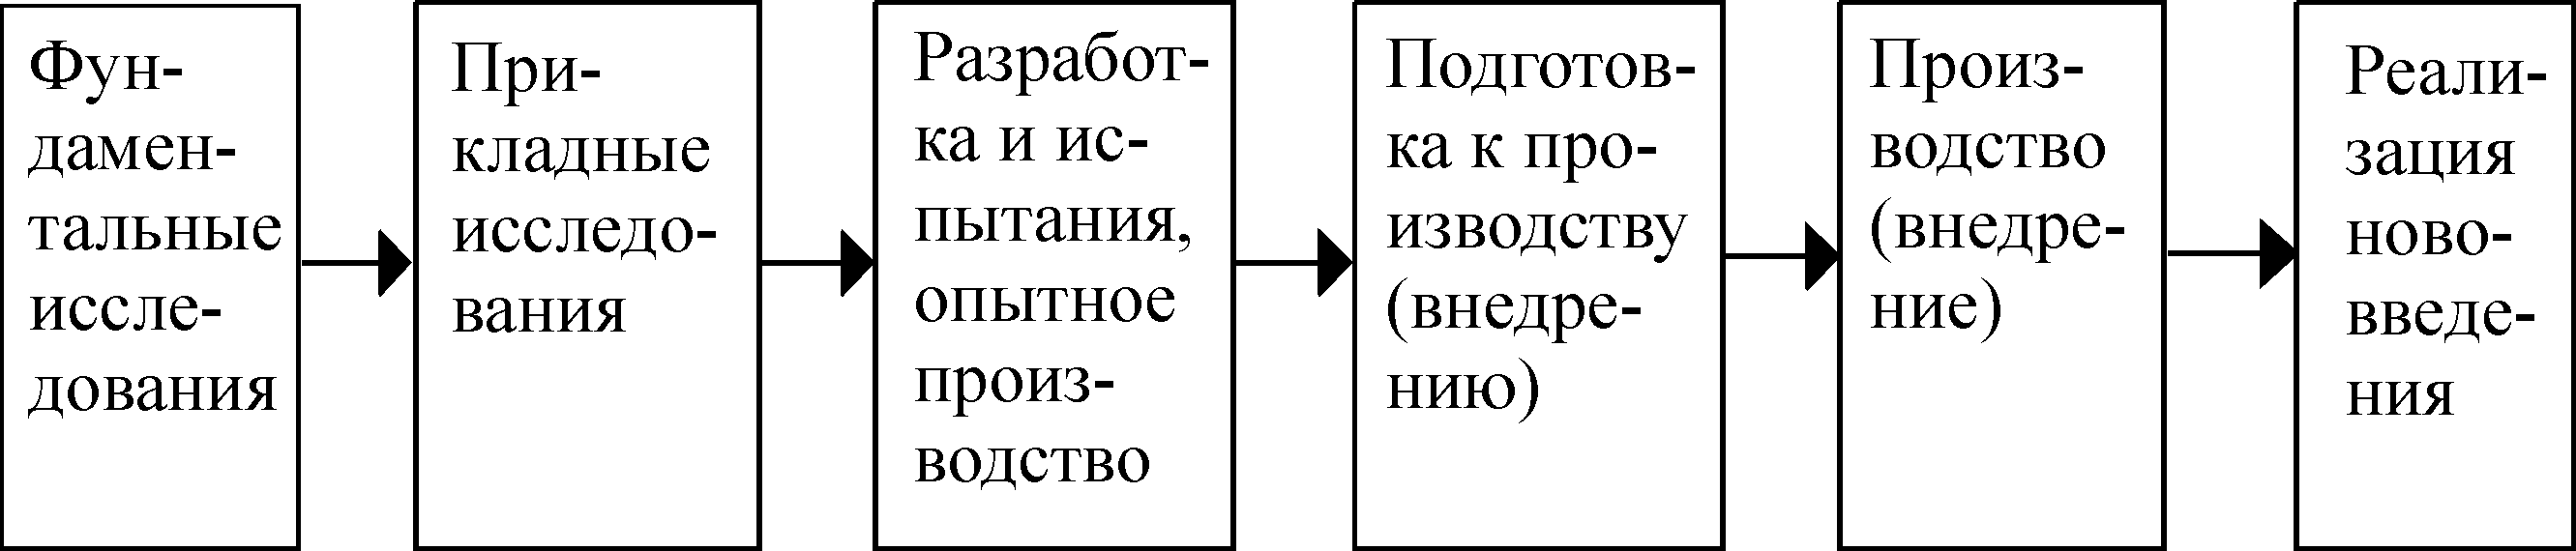 Фун-
дамен-
тальные
иссле-
дования
При-
кладные
исследо-
вания
Разработ-
ка и ис-
пытания,
опытное
произ-
водство
Подготов-
ка к про-
изводству
(внедре-
нию)
Произ-
водство
(внедре-
ние)
Реали-
зация
ново-
введе-
ния